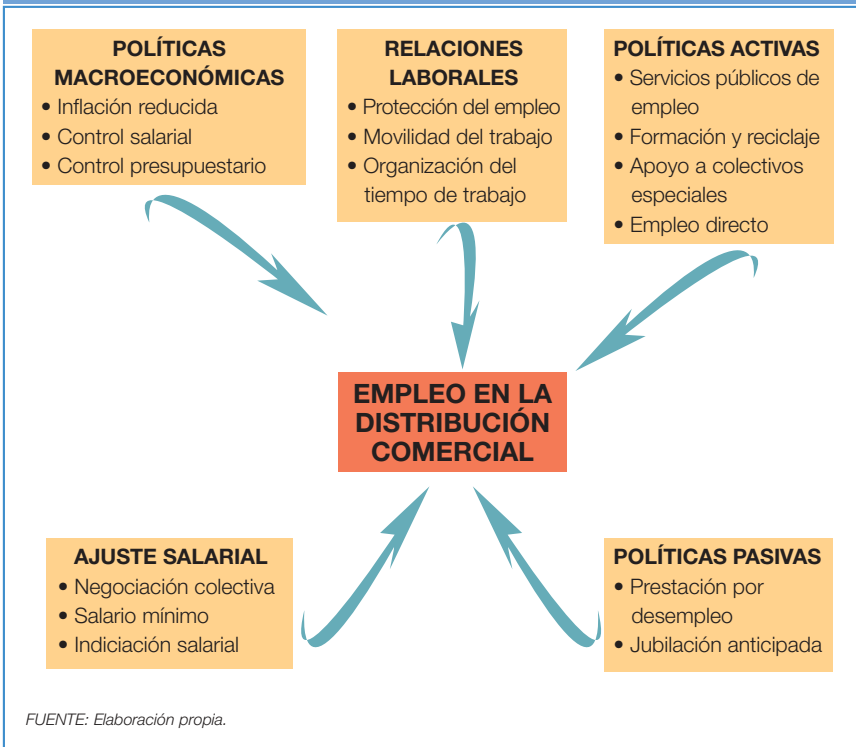 POLÍTICAS
MACROECONÓMICAS
• Inflación reducida
• Control salarial
• Control presupuestario
RELACIONES
LABORALES
• Protección del empleo
• Movilidad del trabajo
• Organización del
tiempo de trabajo
POLÍTICAS ACTIVAS
• Servicios públicos de
empleo
• Formación y reciclaje
• Apoyo a colectivos
especiales
• Empleo directo
EMPLEO EN LA
DISTRIBUCIÓN
COMERCIAL
AJUSTE SALARIAL
• Negociación colectiva
• Salario mínimo
• Indiciación salarial
POLÍTICAS PASIVAS
• Prestación por
desempleo
• Jubilación anticipada
FUENTE: Elaboración propia.